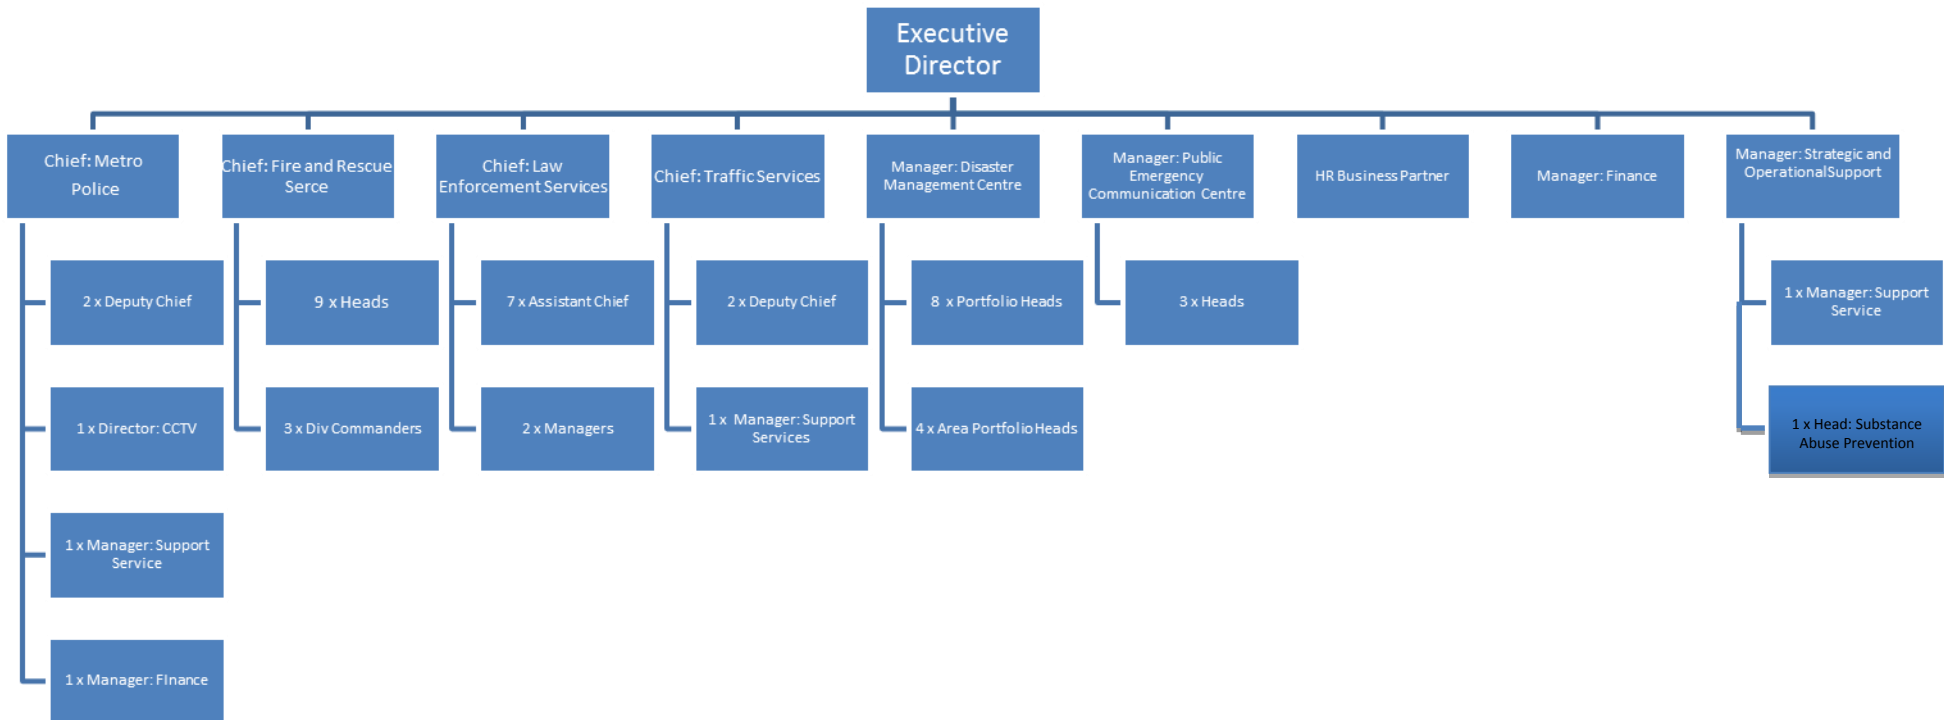 Executive
Director
Chief: Metro
Police
Chief: Fire and Rescue
Serce
Chief: Law
Enforcement Services
Chief: Traffic Services
Manager: Disaster
Management Centre
Manager: Public
Emergency
Communication Centre
HR Business Partner
Manager: Finance
Manager: Strategic and
Operational Support
2 x Deputy Chief
9 x Heads
7 x Assistant Chief
2 x Deputy Chief
8 x Portfolio Heads
3 x Heads
1 x Manager: Support
Service
1 x Director: CCTV
3 x Div Commanders
2 x Managers
1 x Manager: Support
Services
4 x Area Portfolio Heads
1 x Head: Substance
Abuse Prevention
1 x Manager: Support
Service
1 x Manager: FInance